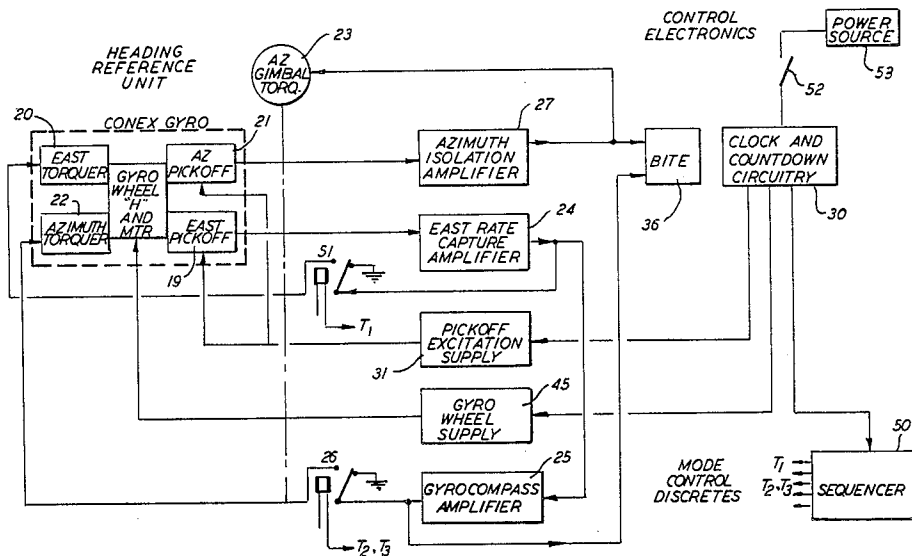 HEADING
REFERENCE
UNIT
23
AZ
GIMBAL
TORQ.
CONTROL
ELECTRONICS
POWER
SOURCE
53
52
20
CONEX GYRO
21
EAST
TORQUER
22
AZIMUTH
TORQUER
GYRO
WHEEL
"H"
AND
MTR
AZ
PICKOFF
EAST
PICKOFF
19
27
AZIMUTH
ISOLATION
AMPLIFIER
BITE
36
CLOCK AND
COUNTDOWN
CIRCUITRY
30
24
EAST RATE
CAPTURE
AMPLIFIER
51
T1
PICKOFF
EXCITATION
SUPPLY
31
45
GYRO
WHEEL
SUPPLY
26
T2, T3
25
GYROCOMPASS
AMPLIFIER
MODE
CONTROL
DISCRETES
T1
T2, T3
50
SEQUENCER